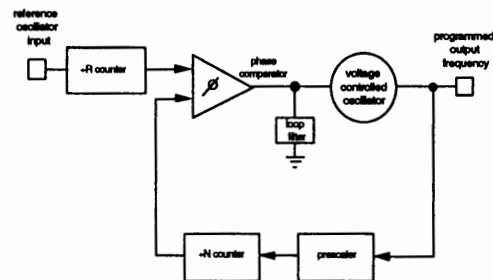 reference
oscillator
input
÷R counter
Ø
phase
comparator
loop
filter
voltage
controlled
oscillator
programmed
output
frequency
÷N counter
prescaler